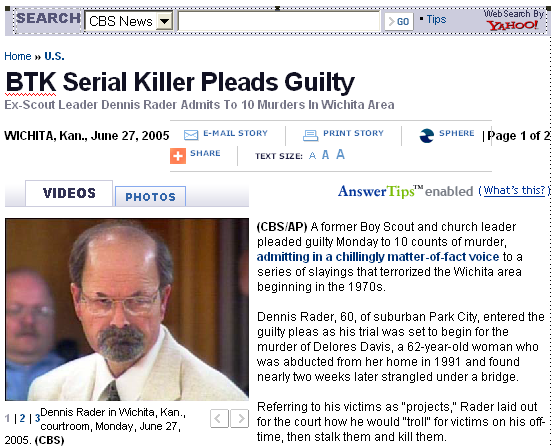 SEARCH CBS News GO • Tips Web Search By YAHOO!
Home » U.S.
BTK Serial Killer Pleads Guilty
Ex-Scout Leader Dennis Rader Admits To 10 Murders In Wichita Area
WICHITA, Kan., June 27, 2005 E-MAIL STORY PRINT STORY SPHERE |Page 1 of 2
SHARE TEXT SIZE: A A A
VIDEOS PHOTOS
AnswerTips™ enabled (What's this?)
(CBS/AP) A former Boy Scout and church leader
pleaded guilty Monday to 10 counts of murder,
admitting in a chillingly matter-of-fact voice to a
series of slayings that terrorized the Wichita area
beginning in the 1970s.
Dennis Rader, 60, of suburban Park City, entered the
guilty pleas as his trial was set to begin for the
murder of Delores Davis, a 62-year-old woman who
was abducted from her home in 1991 and found
nearly two weeks later strangled under a bridge.
Referring to his victims as "projects," Rader laid out
for the court how he would "troll" for victims on his off-
time, then stalk them and kill them.
1 | 2 | 3 Dennis Rader in Wichita, Kan.,
courtroom, Monday, June 27,
2005. (CBS)